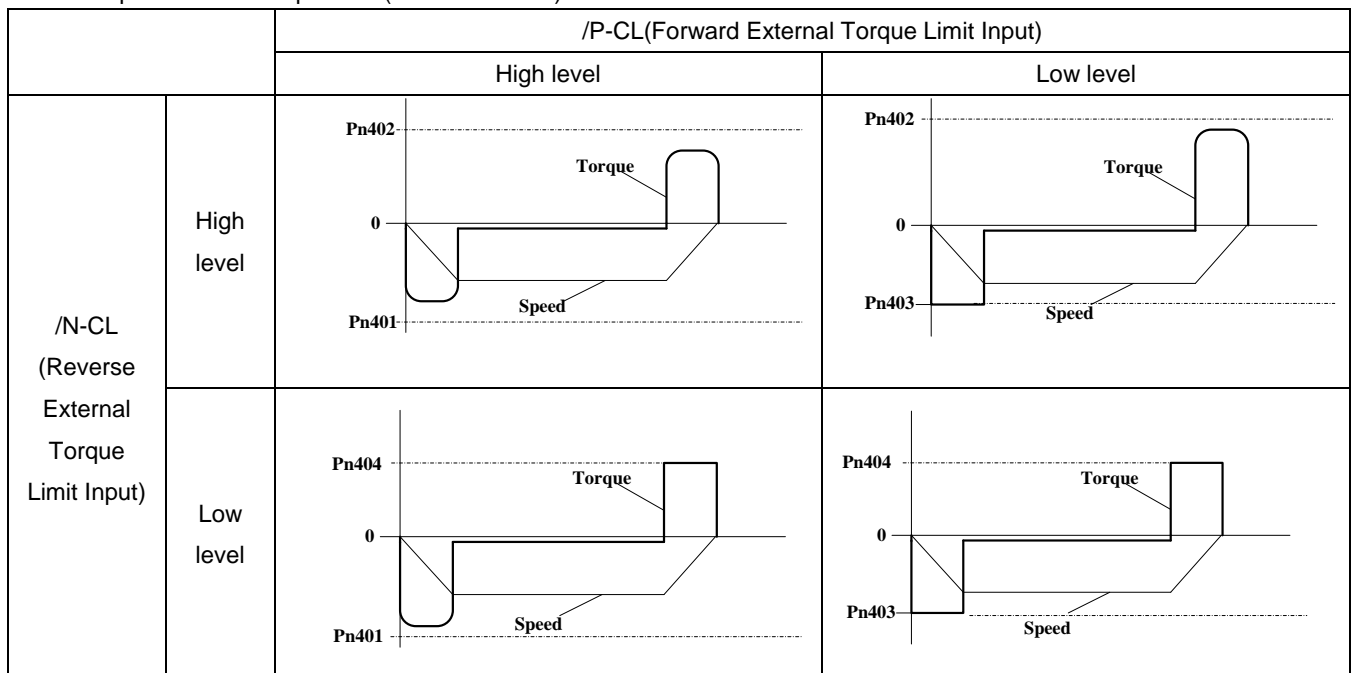 /P-CL(Forward External Torque Limit Input)
High level
Low level
/N-CL
(Reverse
External
Torque
Limit Input)
High
level
Pn402
Torque
0
Speed
Pn401
Pn402
Torque
0
Pn403
Speed
Low
level
Pn404
Torque
0
Speed
Pn401
Pn404
Torque
0
Pn403
Speed